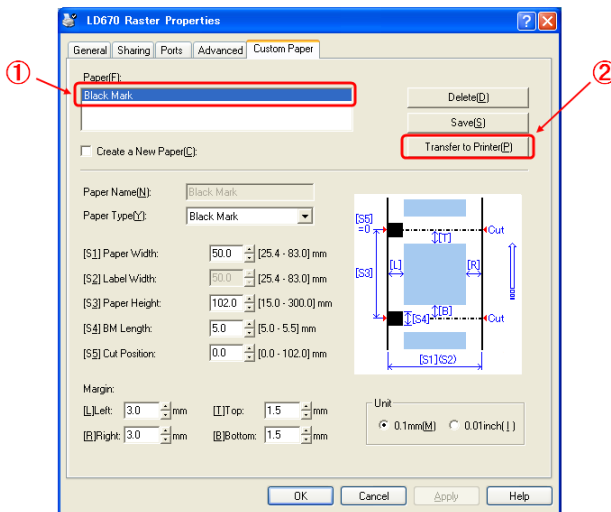 LD670 Raster Properties
General Sharing Ports Advanced Custom Paper
① ②
Paper(F):
Black Mark
Delete(D)
Save(S)
Create a New Paper(C): Transfer to Printer(P)
Paper Name(N): Black Mark
Paper Type(Y): Black Mark
[S1] Paper Width: 50.0 [25.4 - 83.0] mm
[S2] Label Width: 50.0 [25.4 - 83.0] mm
[S3] Paper Height: 102.0 [15.0 - 300.0] mm
[S4] BM Length: 5.0 [5.0 - 5.5] mm
[S5] Cut Position: 0.0 [0.0 - 102.0] mm
[S5]
=0 Cut
[T]
[L] [R]
[S3]
[B]
[S4] Cut
[S1](S2)
Margin:
[L]Left: 3.0 mm [T]Top: 1.5 mm
[R]Right: 3.0 mm [B]Bottom: 1.5 mm
Unit
0.1mm(M) 0.01inch(I)
OK Cancel Apply Help